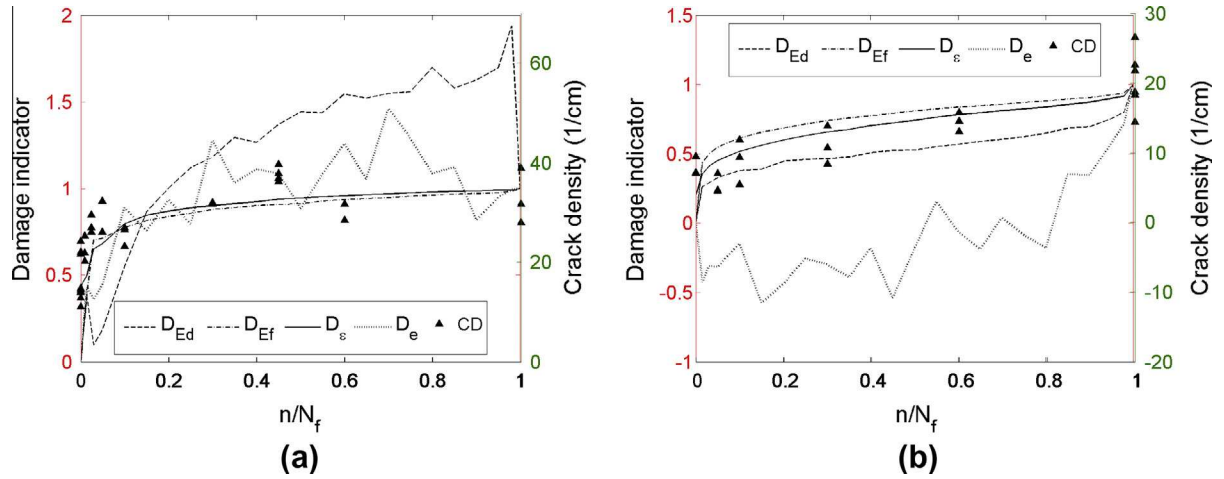 2
1.5
1
0.5
0
Damage indicator
60
40
20
0
Crack density (1/cm)
D_Ed D_Ef D_ε D_e CD
0 0.2 0.4 0.6 0.8 1
n/N_f
(a)
1.5
1
0.5
0
-0.5
-1
Damage indicator
30
20
10
0
-10
-20
Crack density (1/cm)
D_Ed D_Ef D_ε D_e CD
0 0.2 0.4 0.6 0.8 1
n/N_f
(b)